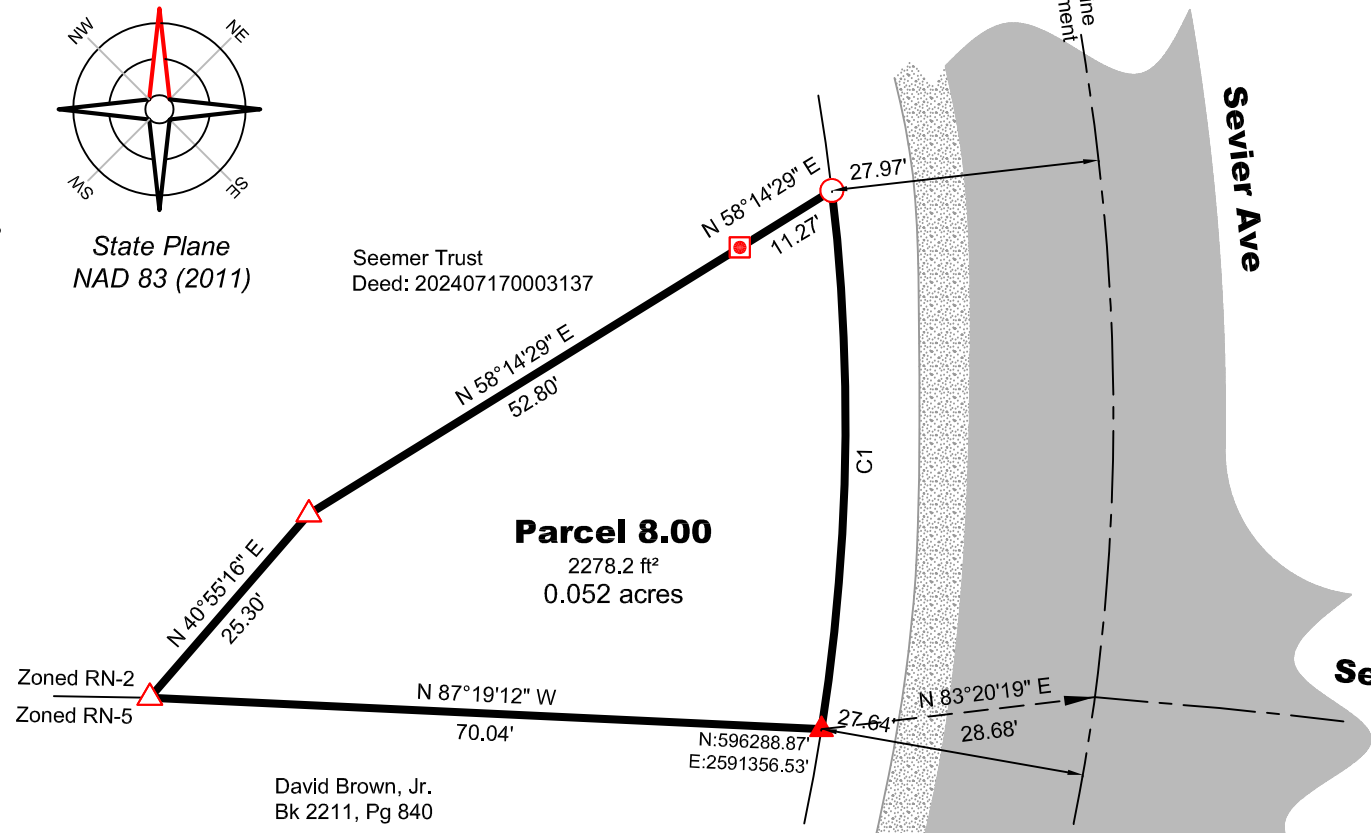 NW
NE
SW
SE
State Plane
NAD 83 (2011)
Seemer Trust
Deed: 202407170003137
N 58°14'29" E
11.27'
27.97'
Sevier Ave
N 58°14'29" E
52.80'
C1
Parcel 8.00
2278.2 ft²
0.052 acres
N 40°55'16" E
25.30'
Zoned RN-2
Zoned RN-5
N 87°19'12" W
70.04'
N:596288.87'
E:2591356.53'
27.64'
N 83°20'19" E
28.68'
David Brown, Jr.
Bk 2211, Pg 840